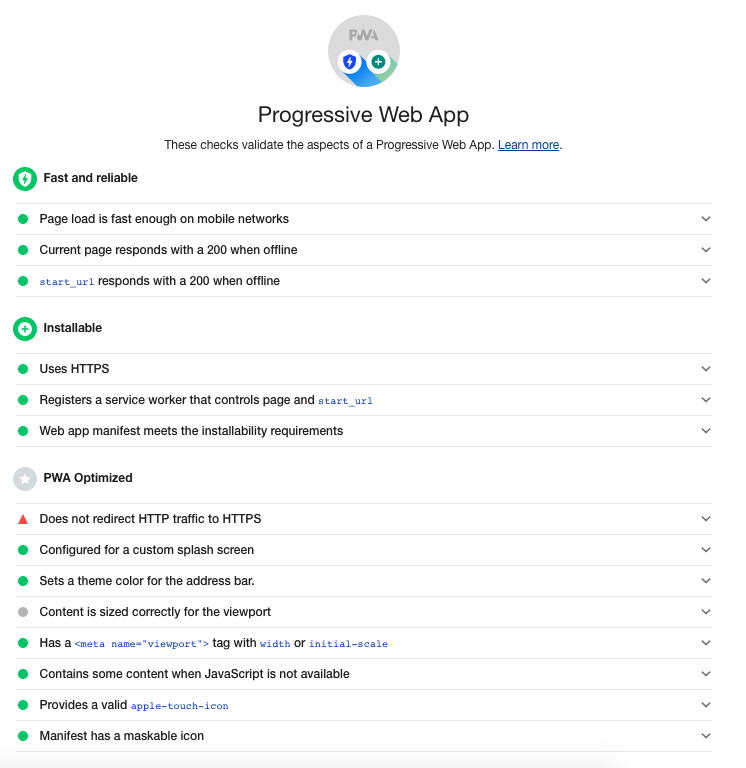 PWA
Progressive Web App
These checks validate the aspects of a Progressive Web App. Learn more.
Fast and reliable
Page load is fast enough on mobile networks
Current page responds with a 200 when offline
start_url responds with a 200 when offline
Installable
Uses HTTPS
Registers a service worker that controls page and start_url
Web app manifest meets the installability requirements
PWA Optimized
Does not redirect HTTP traffic to HTTPS
Configured for a custom splash screen
Sets a theme color for the address bar.
Content is sized correctly for the viewport
Has a <meta name="viewport"> tag with width or initial-scale
Contains some content when JavaScript is not available
Provides a valid apple-touch-icon
Manifest has a maskable icon